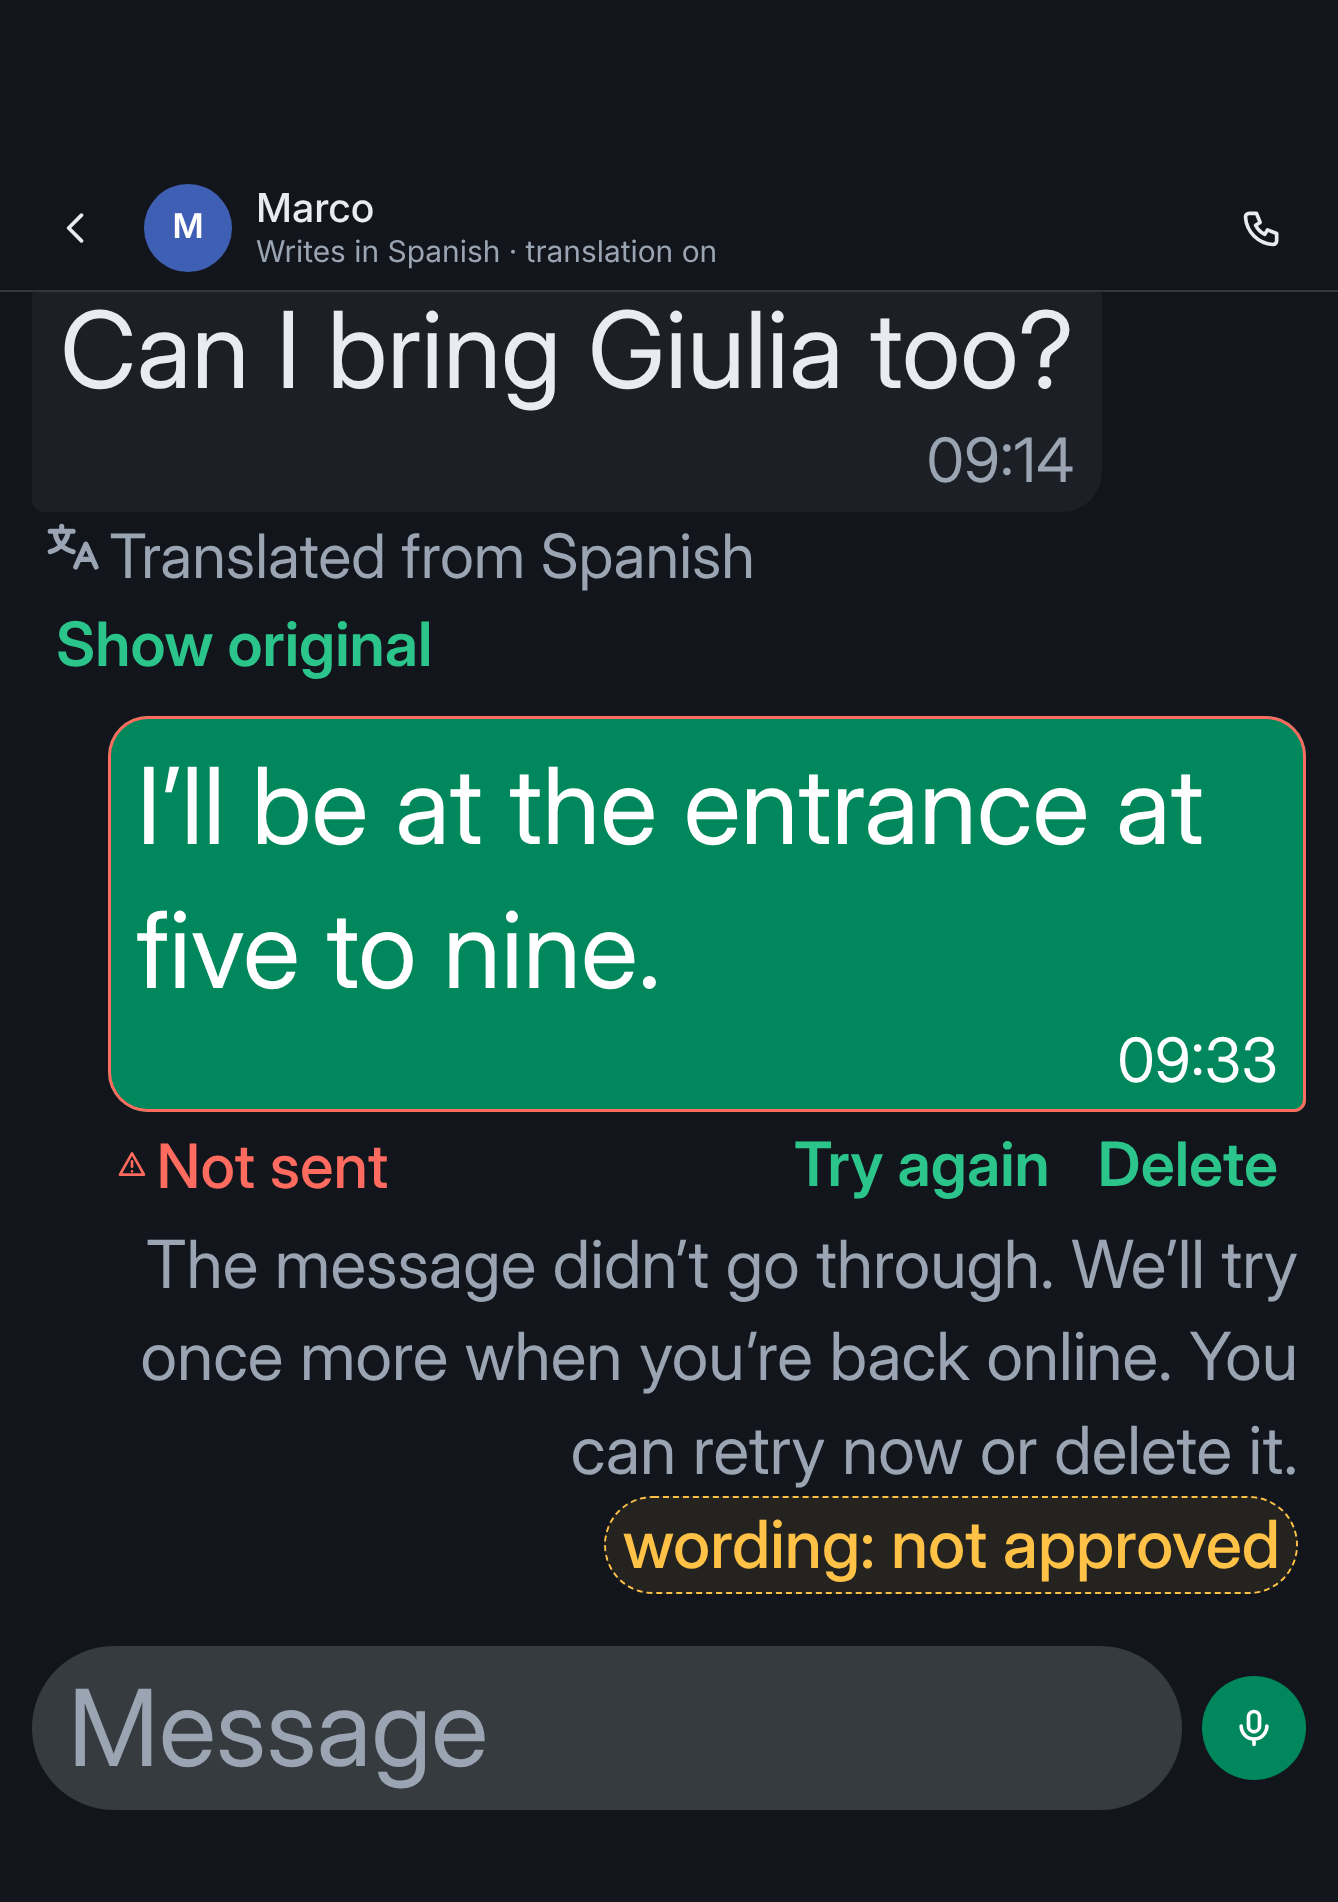 M
Marco
Writes in Spanish · translation on
Can I bring Giulia too?
09:14
Translated from Spanish
Show original
I’ll be at the entrance at
five to nine.
09:33
Not sent
Try again
Delete
The message didn’t go through. We’ll try
once more when you’re back online. You
can retry now or delete it.
wording: not approved
Message